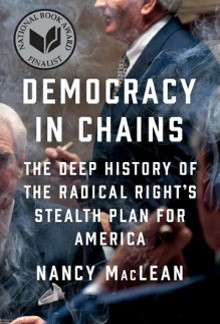 NATIONAL BOOK AWARD
FINALIST
DEMOCRACY
IN CHAINS
THE DEEP HISTORY OF
THE RADICAL RIGHT'S
STEALTH PLAN FOR
AMERICA
NANCY MACLEAN